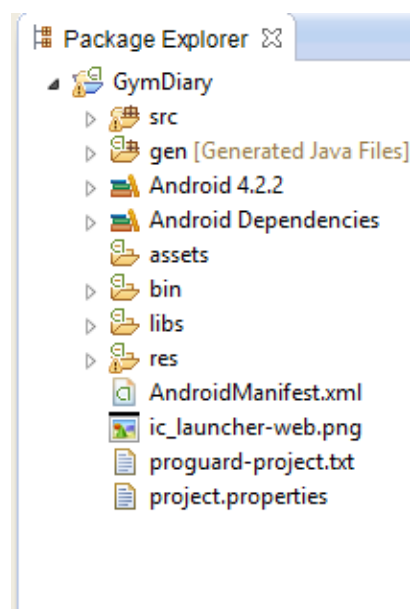 Package Explorer
GymDiary
src
gen [Generated Java Files]
Android 4.2.2
Android Dependencies
assets
bin
libs
res
AndroidManifest.xml
ic_launcher-web.png
proguard-project.txt
project.properties